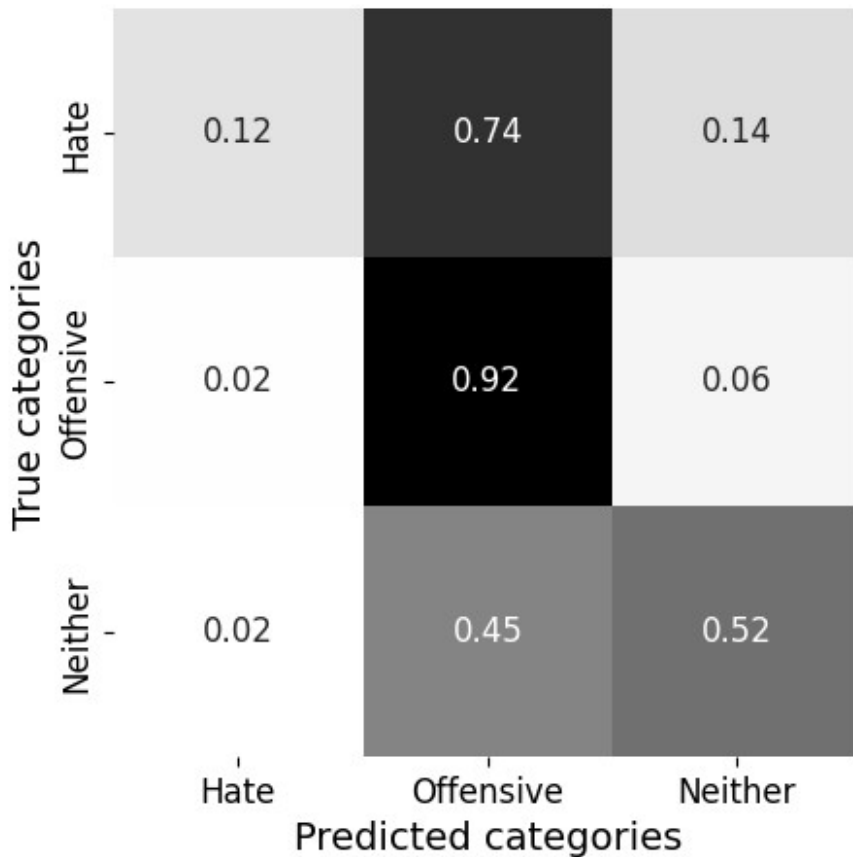 True categories
Hate
0.12 0.74 0.14
Offensive
0.02 0.92 0.06
Neither
0.02 0.45 0.52
Hate Offensive Neither
Predicted categories